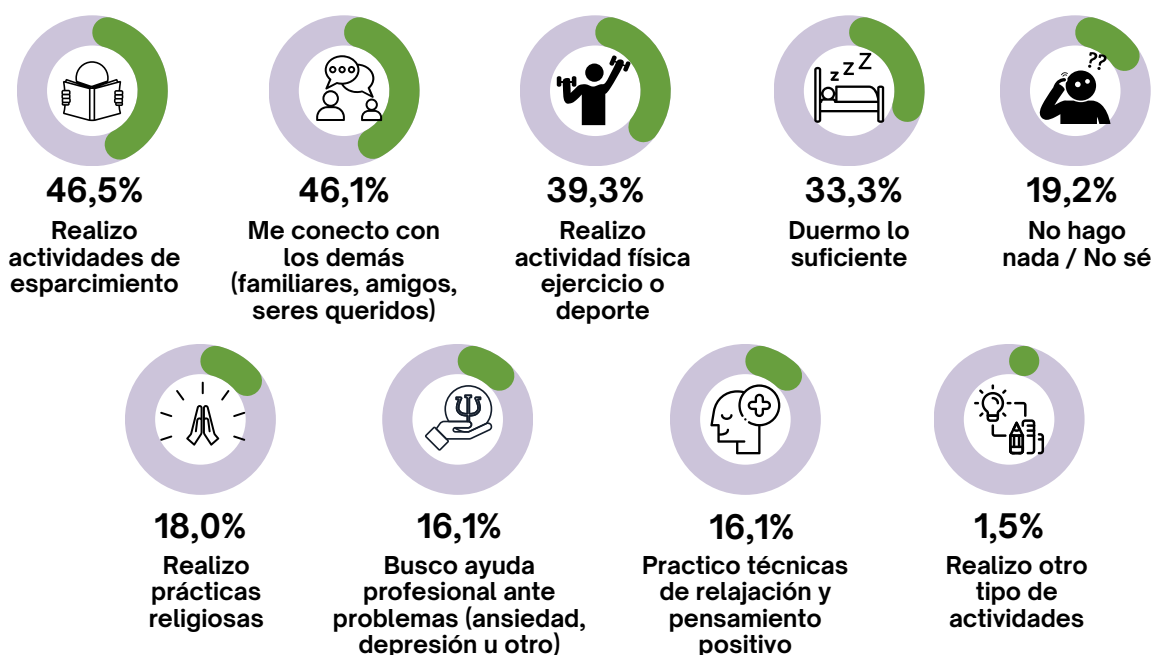 z z Z
??
46,5%
Realizo
actividades de
esparcimiento
46,1%
Me conecto con
los demás
(familiares, amigos,
seres queridos)
39,3%
Realizo
actividad física
ejercicio o
deporte
33,3%
Duermo lo
suficiente
19,2%
No hago
nada / No sé
18,0%
Realizo
prácticas
religiosas
16,1%
Busco ayuda
profesional ante
problemas (ansiedad,
depresión u otro)
16,1%
Practico técnicas
de relajación y
pensamiento
positivo
1,5%
Realizo otro
tipo de
actividades